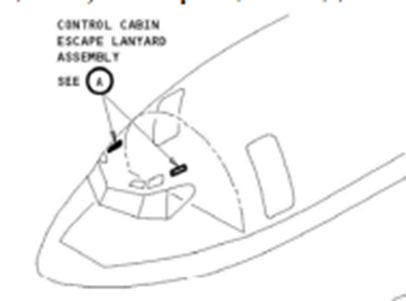 CONTROL CABIN
ESCAPE LANYARD
ASSEMBLY
SEE A